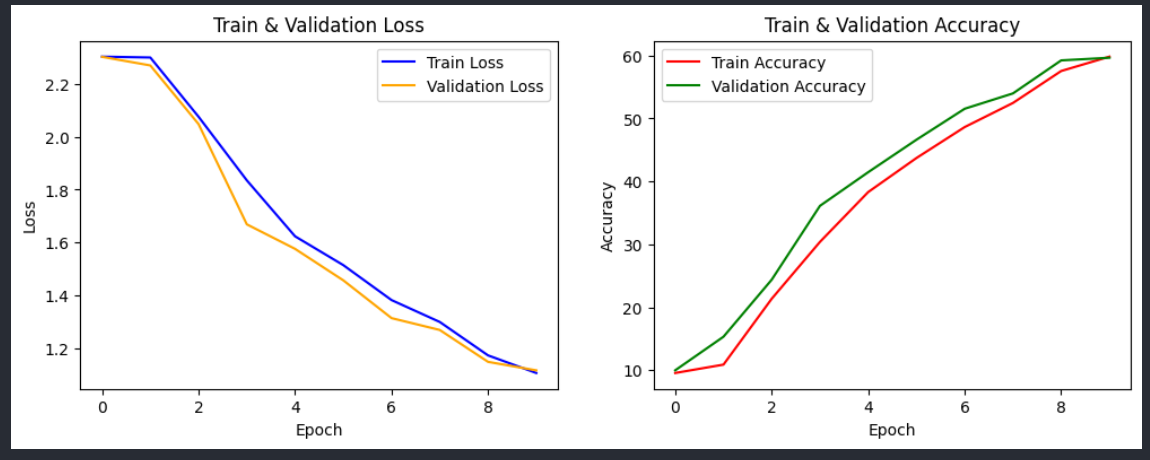 Train & Validation Loss
Train Loss
Validation Loss
2.2
2.0
1.8
1.6
1.4
1.2
Loss
0 2 4 6 8
Epoch
Train & Validation Accuracy
Train Accuracy
Validation Accuracy
60
50
40
30
20
10
Accuracy
0 2 4 6 8
Epoch